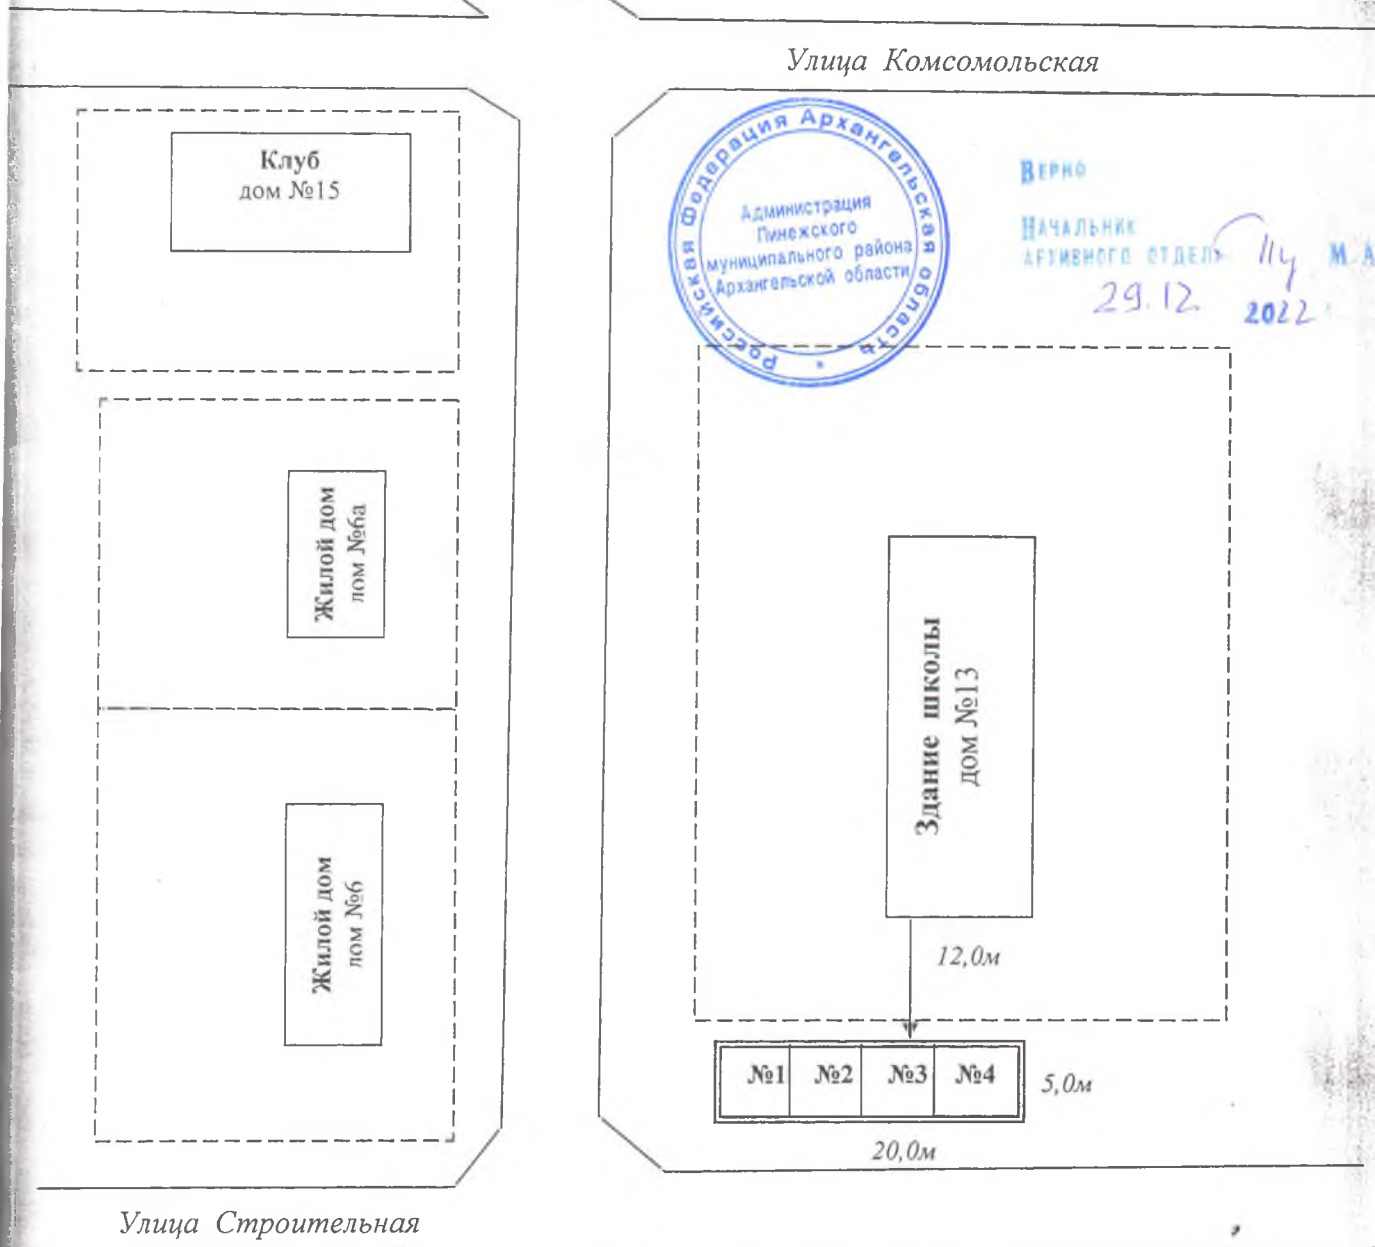 Улица Комсомольская
Клуб
дом №15
Российская Федерация Архангельская область
Администрация
Пинежского
муниципального района
Архангельской области
ВЕРНО
НАЧАЛЬНИК
АРХИВНОГО ОТДЕЛА
М.А
29.12. 2022
Жилой дом
лом №6а
Здание школы
дом №13
Жилой дом
лом №6
12,0м
№1 №2 №3 №4
5,0м
20,0м
Улица Строительная